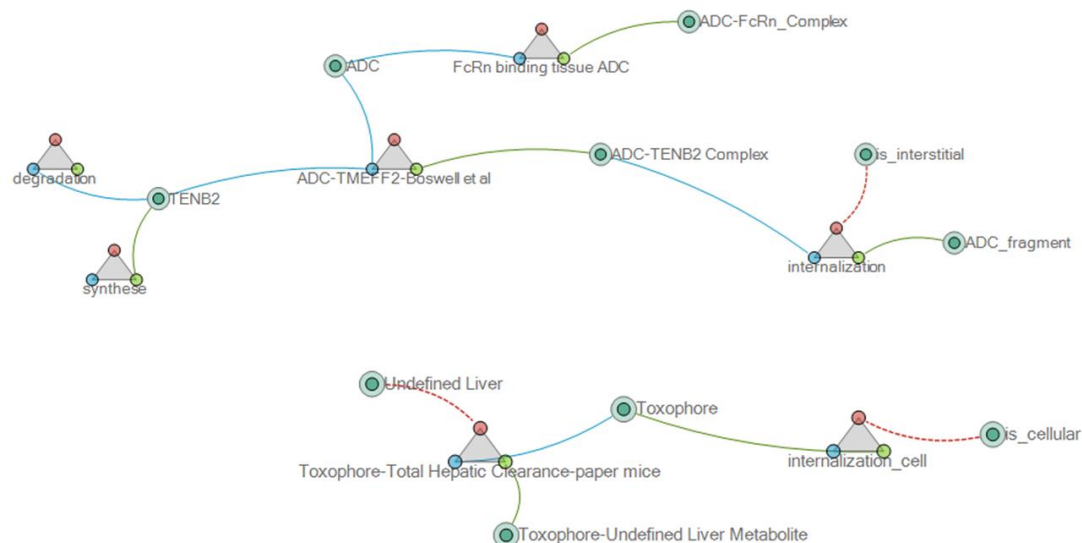 ADC-FcRn_Complex
ADC
FcRn binding tissue ADC
ADC-TENB2 Complex
is_interstitial
degradation
ADC-TMEFF2-Boswell et al
TENB2
ADC_fragment
internalization
synthese
Undefined Liver
Toxophore
is_cellular
internalization_cell
Toxophore-Total Hepatic Clearance-paper mice
Toxophore-Undefined Liver Metabolite